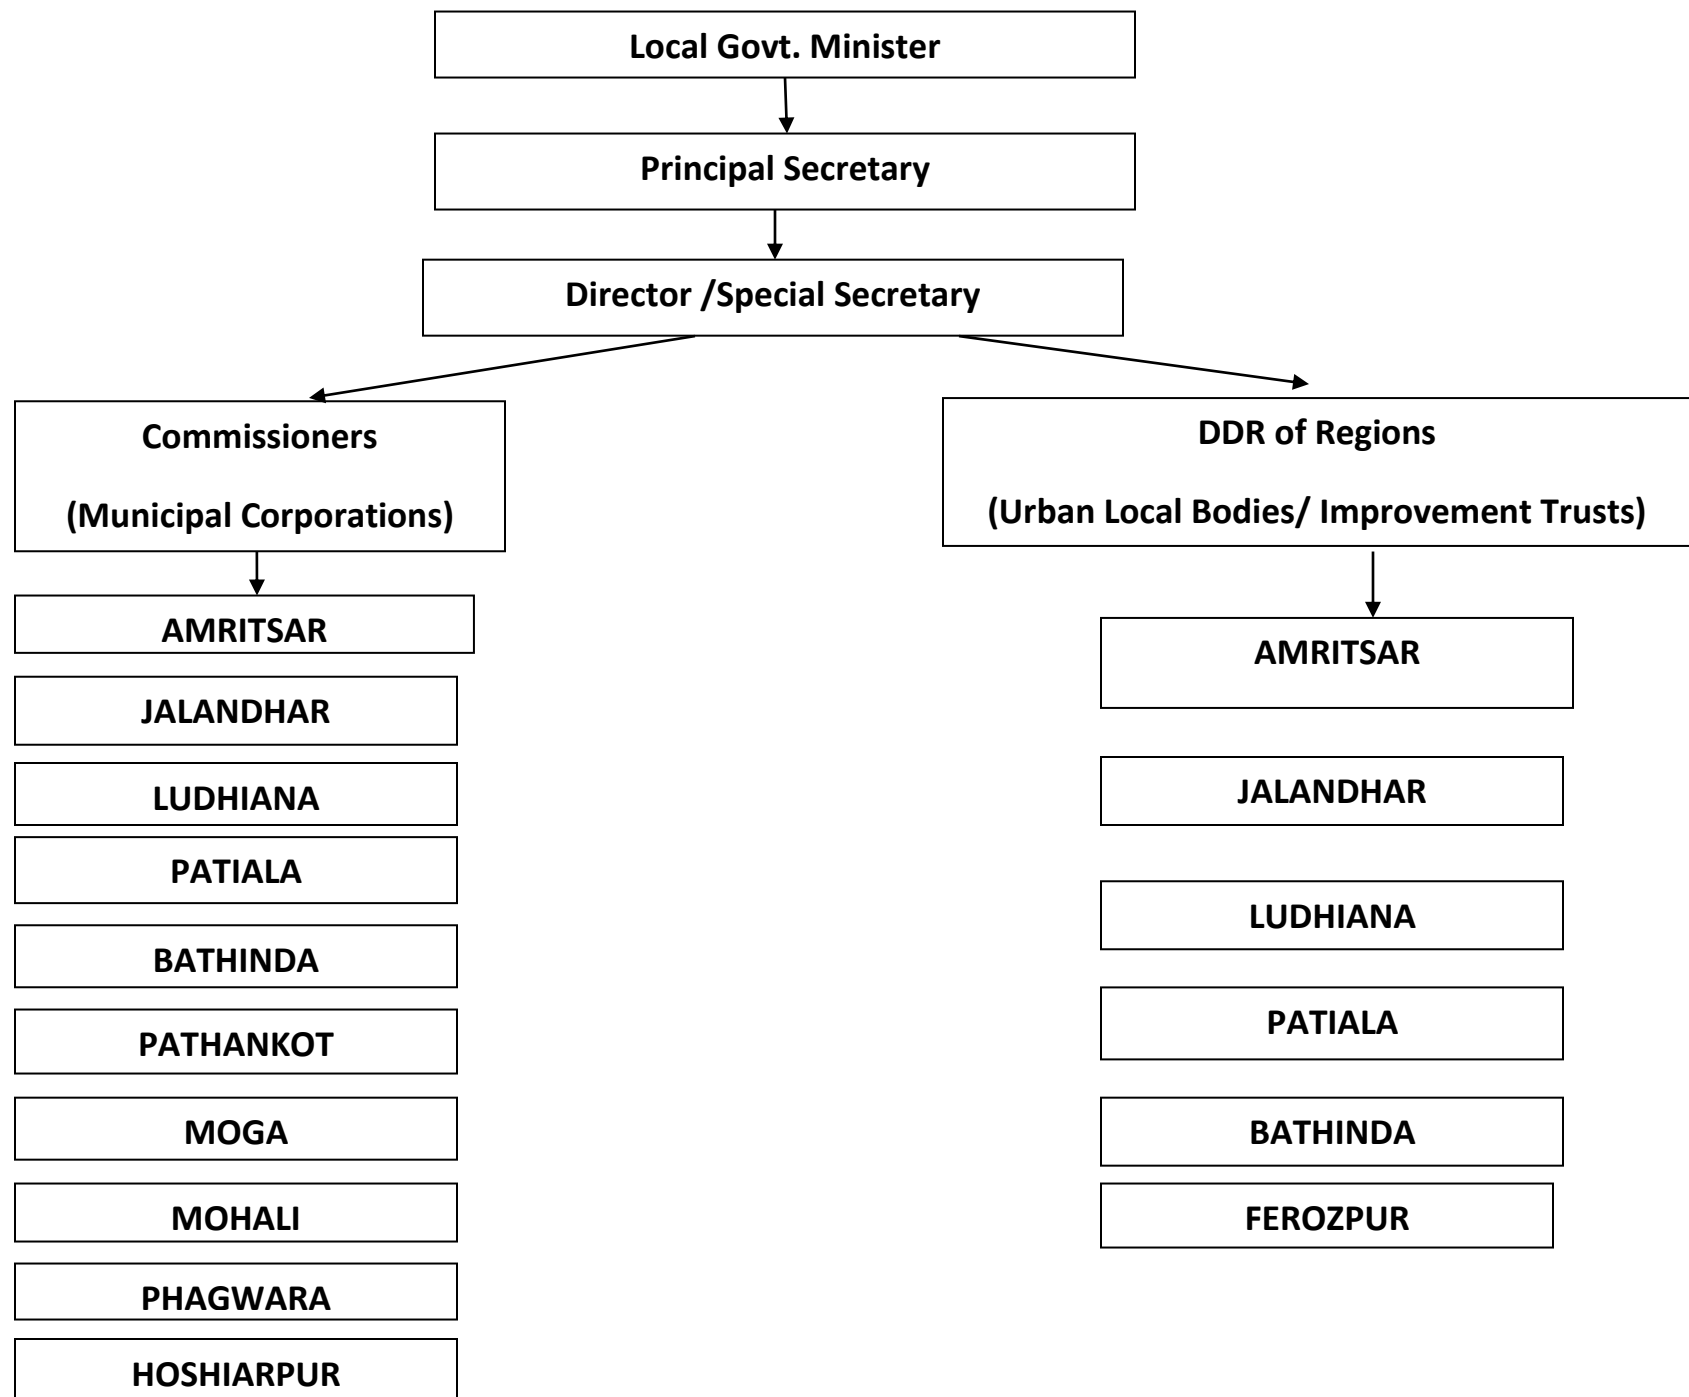 Local Govt. Minister
Principal Secretary
Director /Special Secretary
Commissioners
(Municipal Corporations)
DDR of Regions
(Urban Local Bodies/ Improvement Trusts)
AMRITSAR
JALANDHAR
LUDHIANA
PATIALA
BATHINDA
PATHANKOT
MOGA
MOHALI
PHAGWARA
HOSHIARPUR
AMRITSAR
JALANDHAR
LUDHIANA
PATIALA
BATHINDA
FEROZPUR